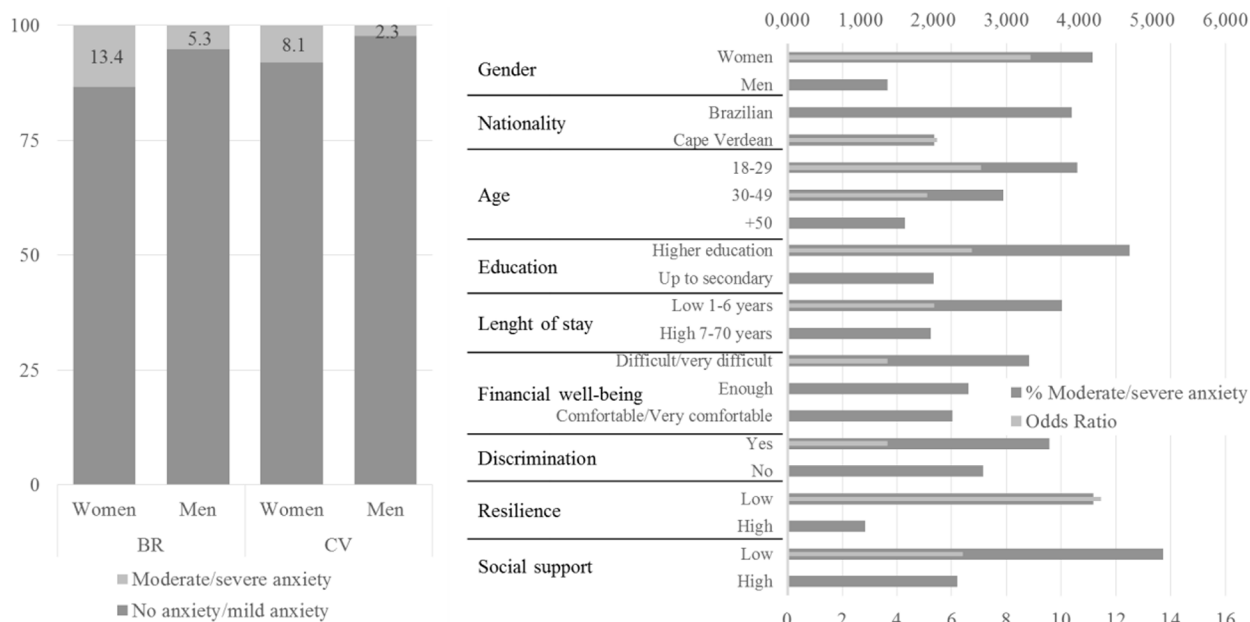 100
75
50
25
0
13.4
5.3
8.1
2.3
Women Men Women Men
BR CV
Moderate/severe anxiety
No anxiety/mild anxiety
0,000 1,000 2,000 3,000 4,000 5,000 6,000
Gender
Women
Men
Nationality
Brazilian
Cape Verdean
Age
18-29
30-49
+50
Education
Higher education
Up to secondary
Lenght of stay
Low 1-6 years
High 7-70 years
Financial well-being
Difficult/very difficult
Enough
Comfortable/Very comfortable
Discrimination
Yes
No
Resilience
Low
High
Social support
Low
High
% Moderate/severe anxiety
Odds Ratio
0 2 4 6 8 10 12 14 16